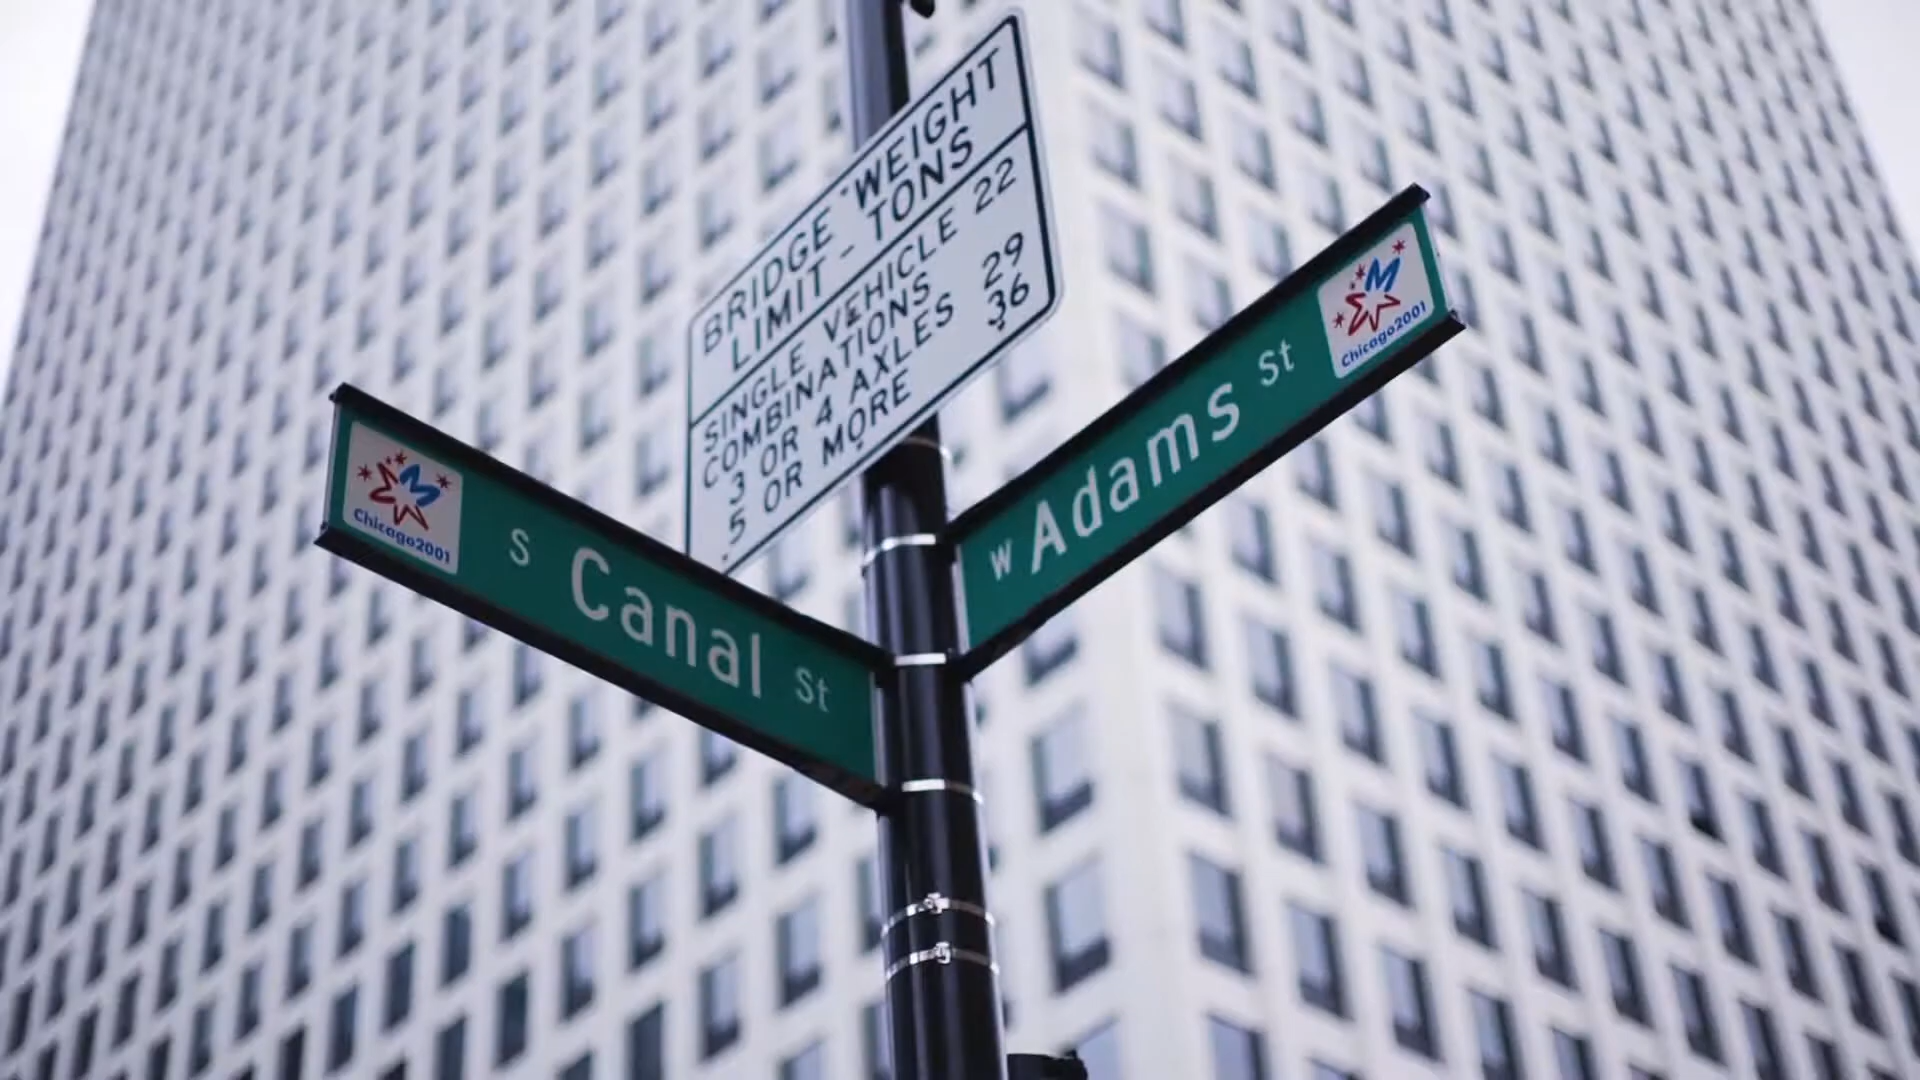 BRIDGE WEIGHT
LIMIT - TONS
SINGLE VEHICLE 22
COMBINATIONS
3 OR 4 AXLES 29
5 OR MORE 36
Chicago2001
S Canal St
W Adams St
Chicago2001